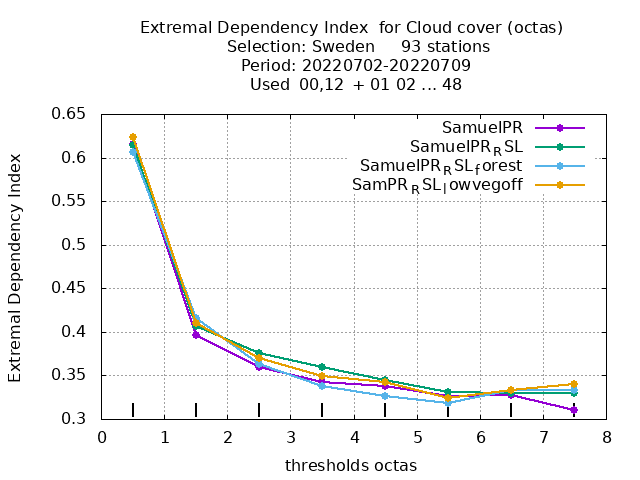 Extremal Dependency Index  for Cloud cover (octas)
Selection: Sweden     93 stations
Period: 20220702-20220709
Used  00,12  + 01 02 ... 48
SamuelPR
SamuelPR_RSL
SamuelPR_RSL_forest
SamPR_RSL_lowvegoff
Extremal Dependency Index
0.65
0.6
0.55
0.5
0.45
0.4
0.35
0.3
0 1 2 3 4 5 6 7 8
thresholds octas